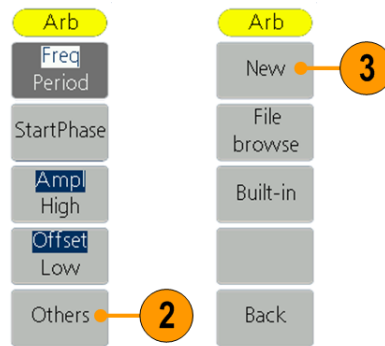 Arb
Freq
Period
StartPhase
Ampl
High
Offset
Low
Others
2
Arb
New
3
File
browse
Built-in
Back